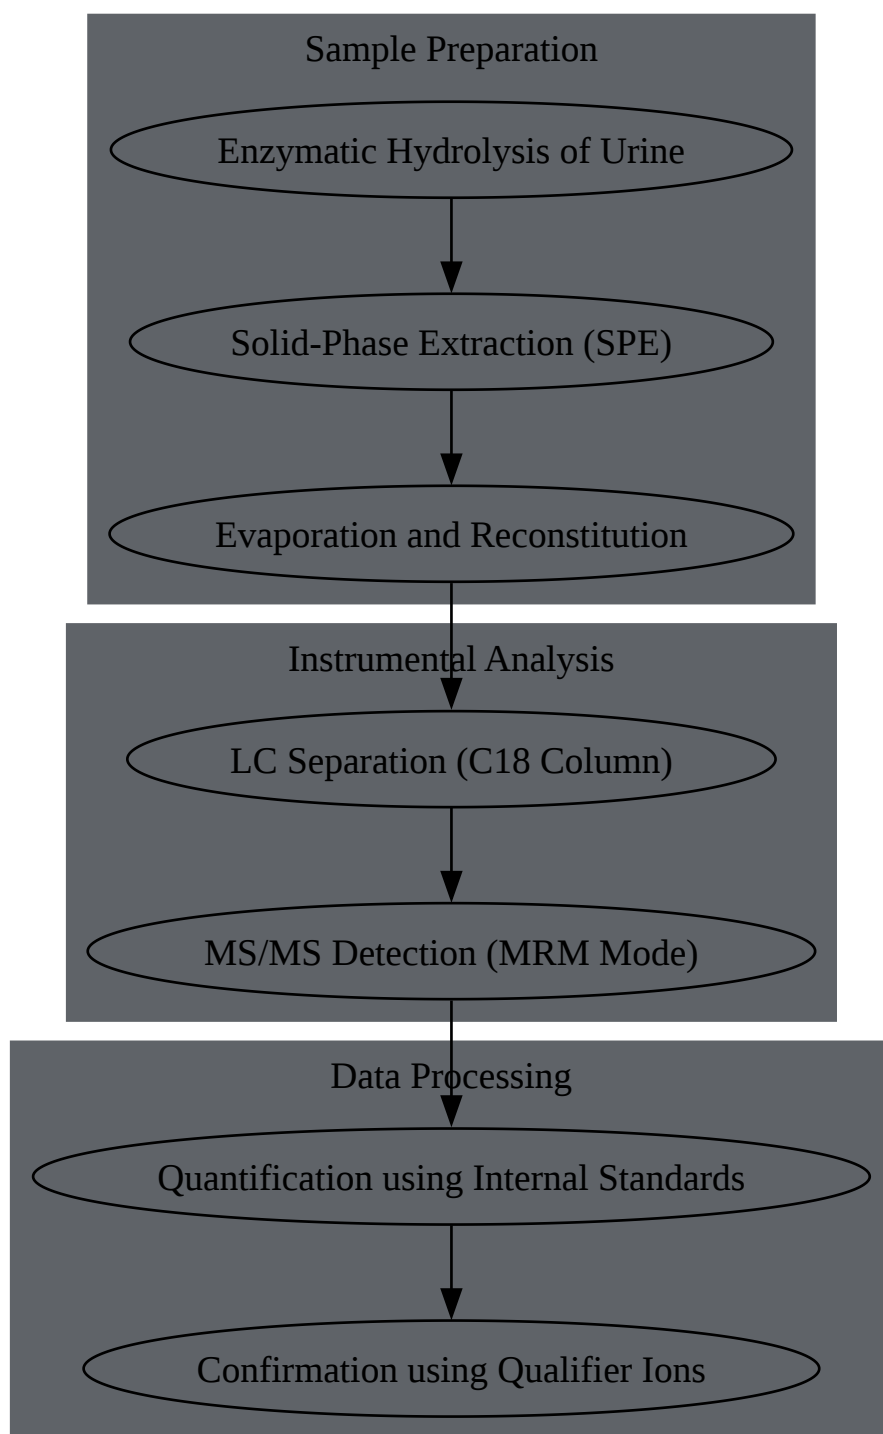 Sample Preparation
Enzymatic Hydrolysis of Urine
Solid-Phase Extraction (SPE)
Evaporation and Reconstitution
Instrumental Analysis
LC Separation (C18 Column)
MS/MS Detection (MRM Mode)
Data Processing
Quantification using Internal Standards
Confirmation using Qualifier Ions